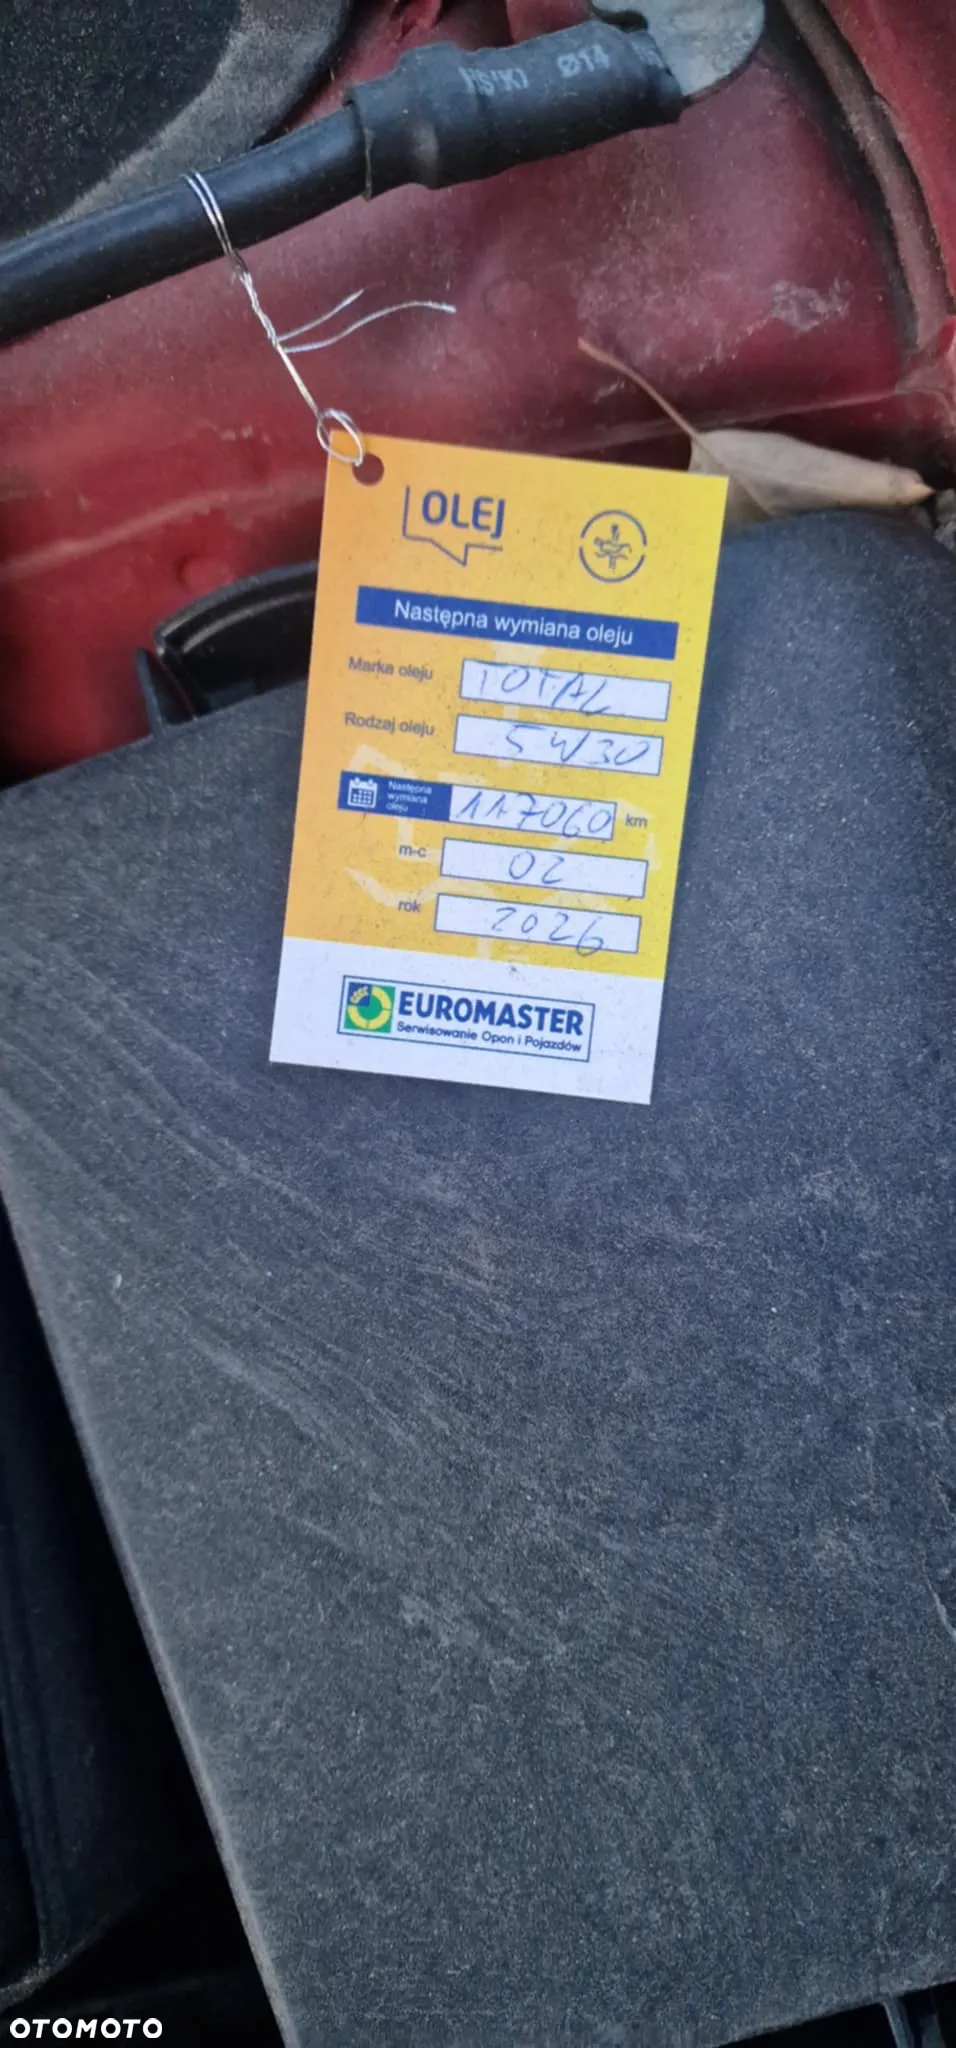 Ø14
OLEJ
Następna wymiana oleju
Marka oleju TOTAL
Rodzaj oleju 5W30
Następna wymiana oleju 117060 km
m-c 02
rok 2026
EUROMASTER
Serwisowanie Opon i Pojazdów
OTOMOTO